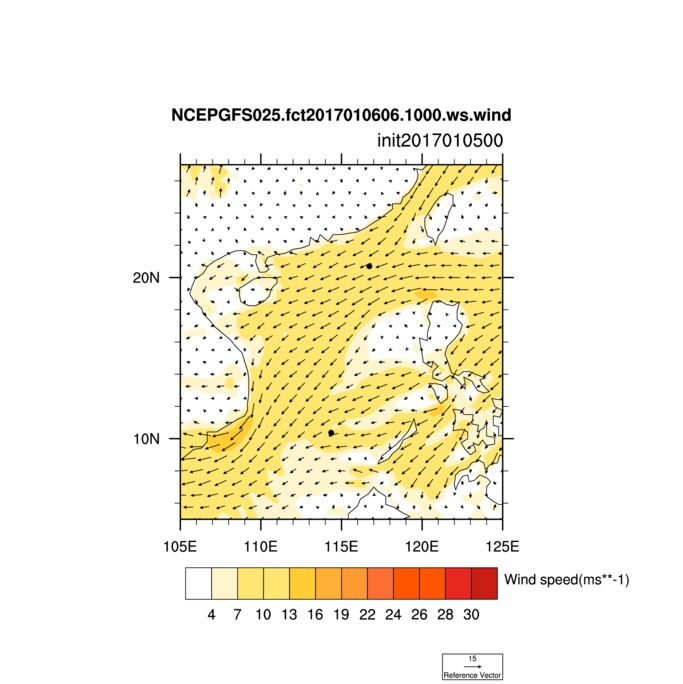 NCEPGFS025.fct2017010606.1000.ws.wind
init2017010500
20N
10N
105E 110E 115E 120E 125E
Wind speed(ms**-1)
4 7 10 13 16 19 22 24 26 28 30
15
Reference Vector